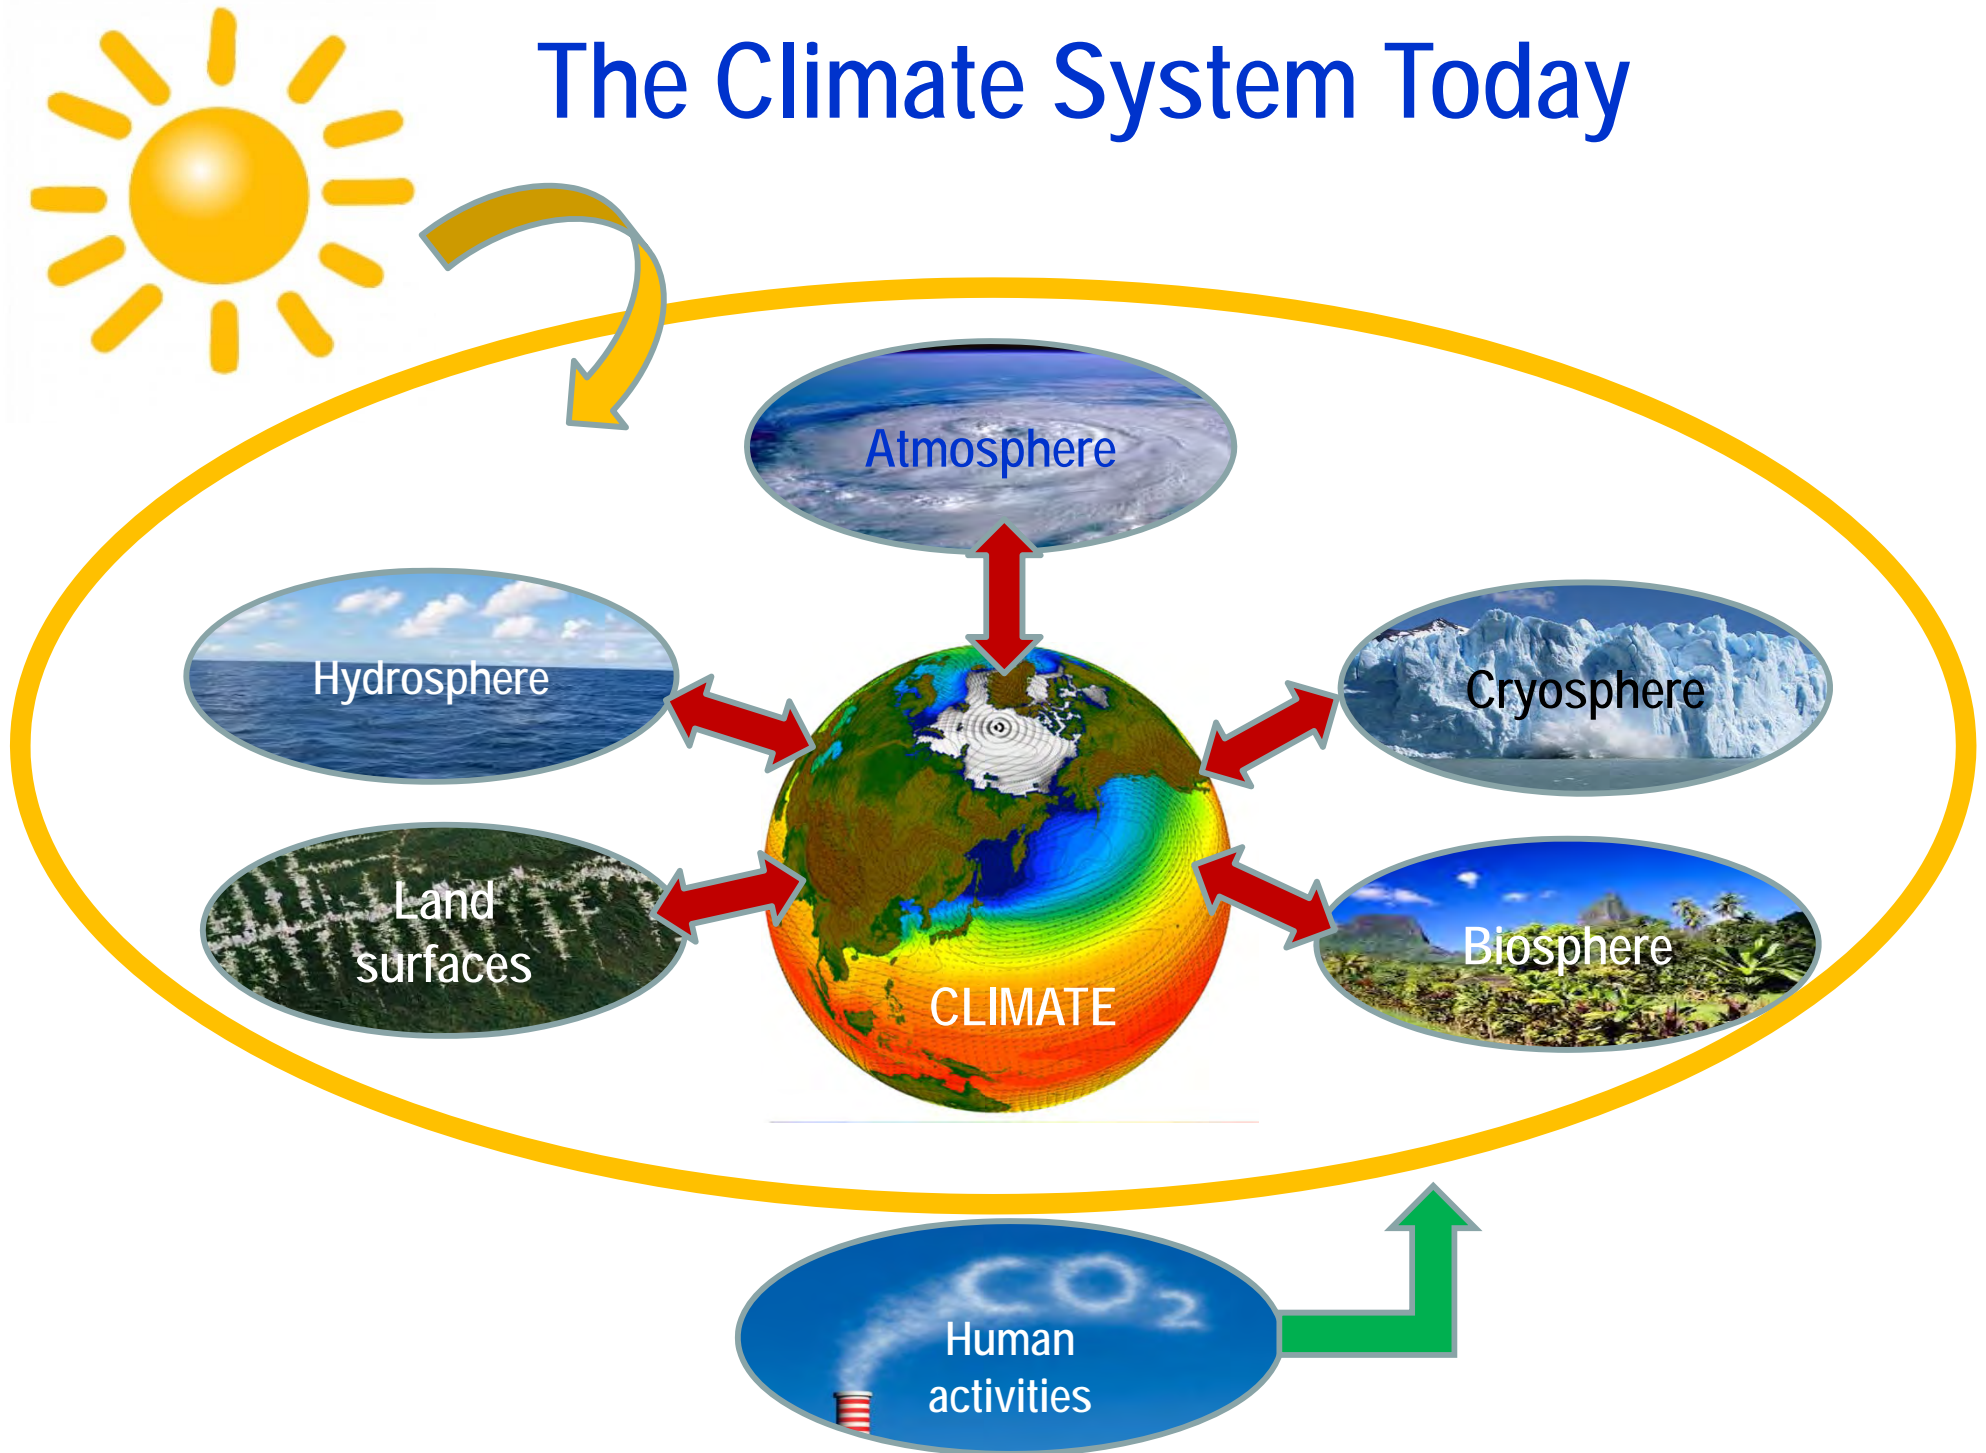 The Climate System Today
Atmosphere
Hydrosphere
Cryosphere
Land
surfaces
Biosphere
CLIMATE
CO2
Human
activities